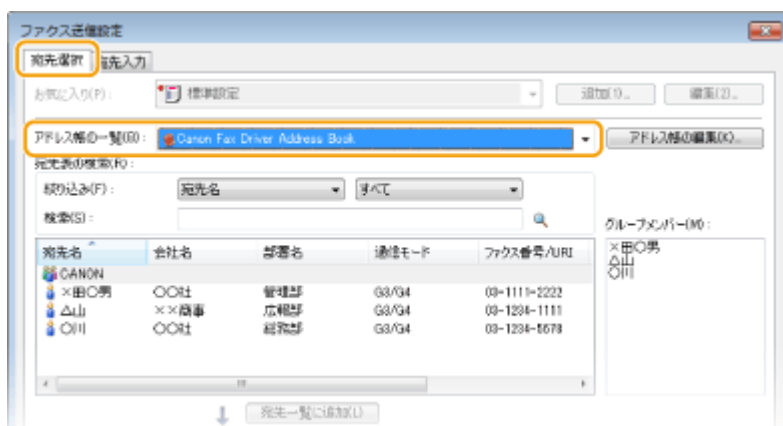 ファクス送信設定
宛先選択 宛先入力
お気に入り(P): 標準設定 追加(1)... 編集(2)...
アドレス帳の一覧(B): Canon Fax Driver Address Book アドレス帳の編集(K)...
宛先表の検索(R):
絞り込み(F): 宛先名 すべて
検索(S):
グループメンバー(M):
宛先名 会社名 部署名 通信モード ファクス番号/URI
CANON
×田○男 ○○社 管理部 G3/G4 03-1111-2222
△山 ××商事 広報部 G3/G4 03-1234-1111
○川 ○○社 総務部 G3/G4 03-1234-5678
×田○男
△山
○川
宛先一覧に追加(L)